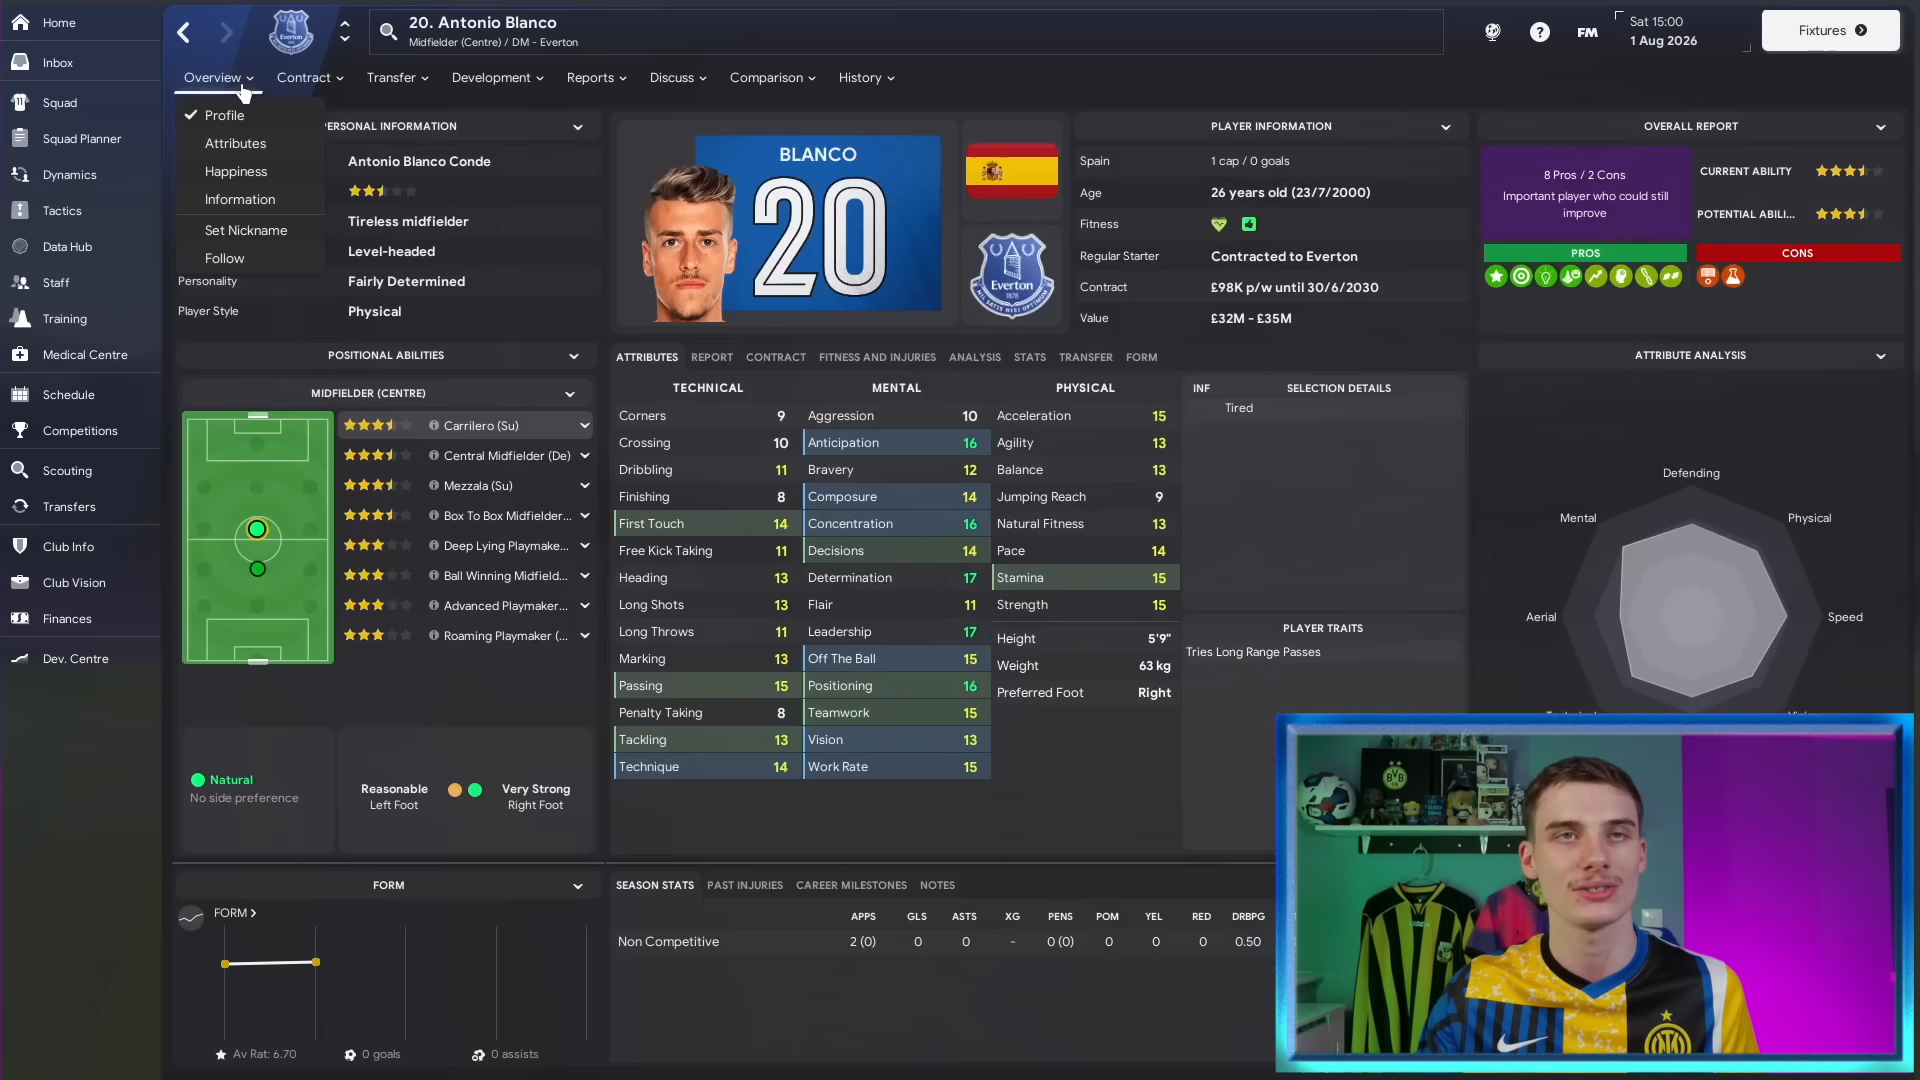 Home
Inbox
Squad
Squad Planner
Dynamics
Tactics
Data Hub
Staff
Training
Medical Centre
Schedule
Competitions
Scouting
Transfers
Club Info
Club Vision
Finances
Dev. Centre
Everton
20. Antonio Blanco
Midfielder (Centre) / DM - Everton
?
FM
Sat 15:00
1 Aug 2026
Fixtures
Overview
Contract
Transfer
Development
Reports
Discuss
Comparison
History
Profile
Attributes
Happiness
Information
Set Nickname
Follow
ERSONAL INFORMATION
Antonio Blanco Conde
Tireless midfielder
Level-headed
Personality Fairly Determined
Player Style Physical
BLANCO
20
Everton
1878
NIL SATIS NISI OPTIMUM
PLAYER INFORMATION
Spain 1 cap / 0 goals
Age 26 years old (23/7/2000)
Fitness
Regular Starter Contracted to Everton
Contract £98K p/w until 30/6/2030
Value £32M - £35M
OVERALL REPORT
8 Pros / 2 Cons
Important player who could still
improve
CURRENT ABILITY
POTENTIAL ABILI...
PROS
CONS
POSITIONAL ABILITIES
MIDFIELDER (CENTRE)
Carrilero (Su)
Central Midfielder (De)
Mezzala (Su)
Box To Box Midfielder...
Deep Lying Playmake...
Ball Winning Midfield...
Advanced Playmaker...
Roaming Playmaker (...
Natural
No side preference
Reasonable
Left Foot
Very Strong
Right Foot
ATTRIBUTES REPORT CONTRACT FITNESS AND INJURIES ANALYSIS STATS TRANSFER FORM
TECHNICAL
Corners 9
Crossing 10
Dribbling 11
Finishing 8
First Touch 14
Free Kick Taking 11
Heading 13
Long Shots 13
Long Throws 11
Marking 13
Passing 15
Penalty Taking 8
Tackling 13
Technique 14
MENTAL
Aggression 10
Anticipation 16
Bravery 12
Composure 14
Concentration 16
Decisions 14
Determination 17
Flair 11
Leadership 17
Off The Ball 15
Positioning 16
Teamwork 15
Vision 13
Work Rate 15
PHYSICAL
Acceleration 15
Agility 13
Balance 13
Jumping Reach 9
Natural Fitness 13
Pace 14
Stamina 15
Strength 15
Height 5'9"
Weight 63 kg
Preferred Foot Right
INF SELECTION DETAILS
Tired
PLAYER TRAITS
Tries Long Range Passes
ATTRIBUTE ANALYSIS
Defending
Mental
Physical
Aerial
Speed
FORM
FORM
Av Rat: 6.70
0 goals
0 assists
SEASON STATS PAST INJURIES CAREER MILESTONES NOTES
APPS GLS ASTS XG PENS POM YEL RED DRBPG
Non Competitive 2 (0) 0 0 - 0 (0) 0 0 0 0.50
BVB
09